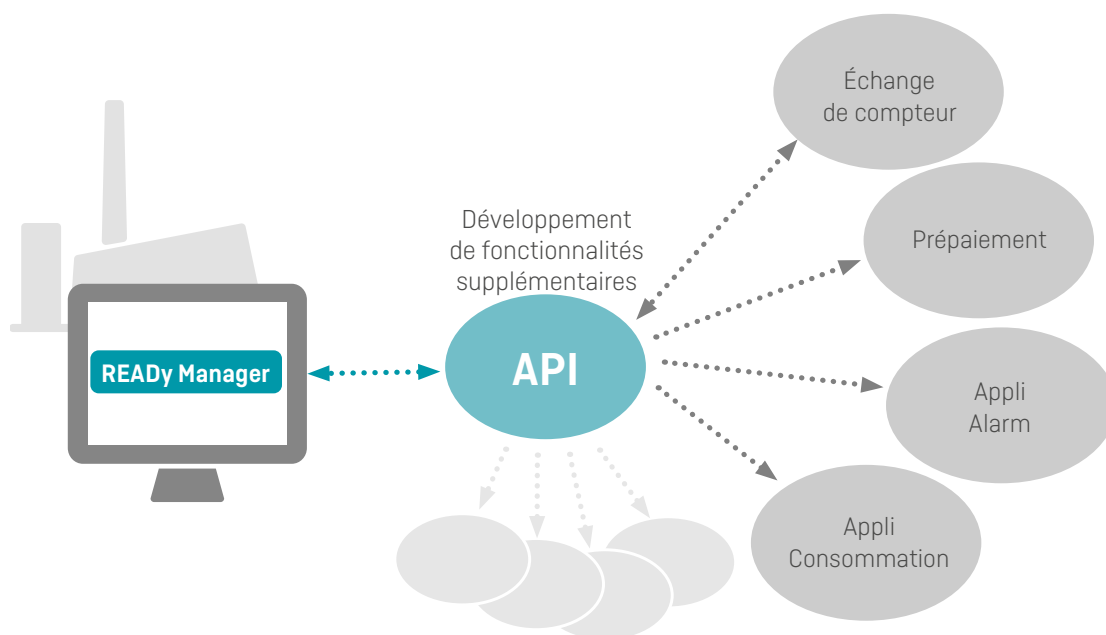 Échange
de compteur
Développement
de fonctionnalités
supplémentaires
Prépaiement
READy Manager
API
Appli
Alarm
Appli
Consommation